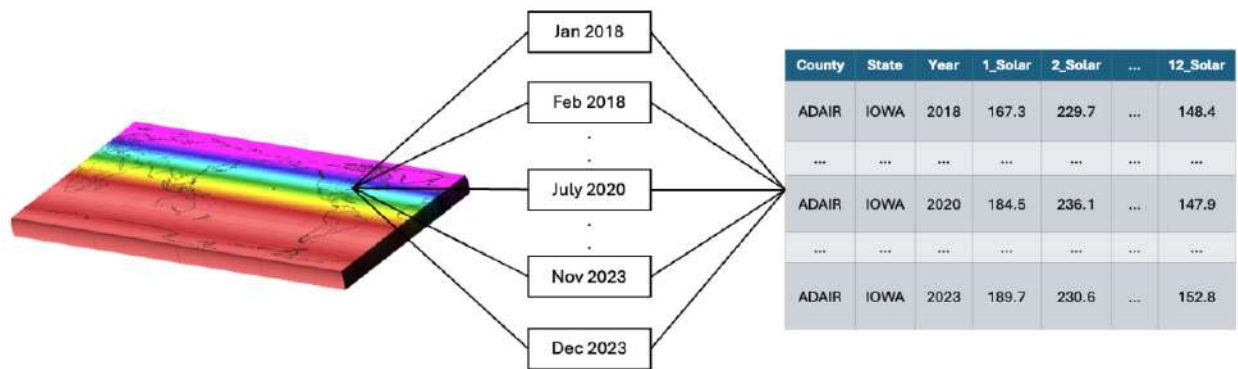 Jan 2018
Feb 2018
.
.
July 2020
.
.
Nov 2023
Dec 2023
County State Year 1_Solar 2_Solar ... 12_Solar
ADAIR IOWA 2018 167.3 229.7 ... 148.4
... ... ... ... ... ... ...
ADAIR IOWA 2020 184.5 236.1 ... 147.9
... ... ... ... ... ... ...
ADAIR IOWA 2023 189.7 230.6 ... 152.8